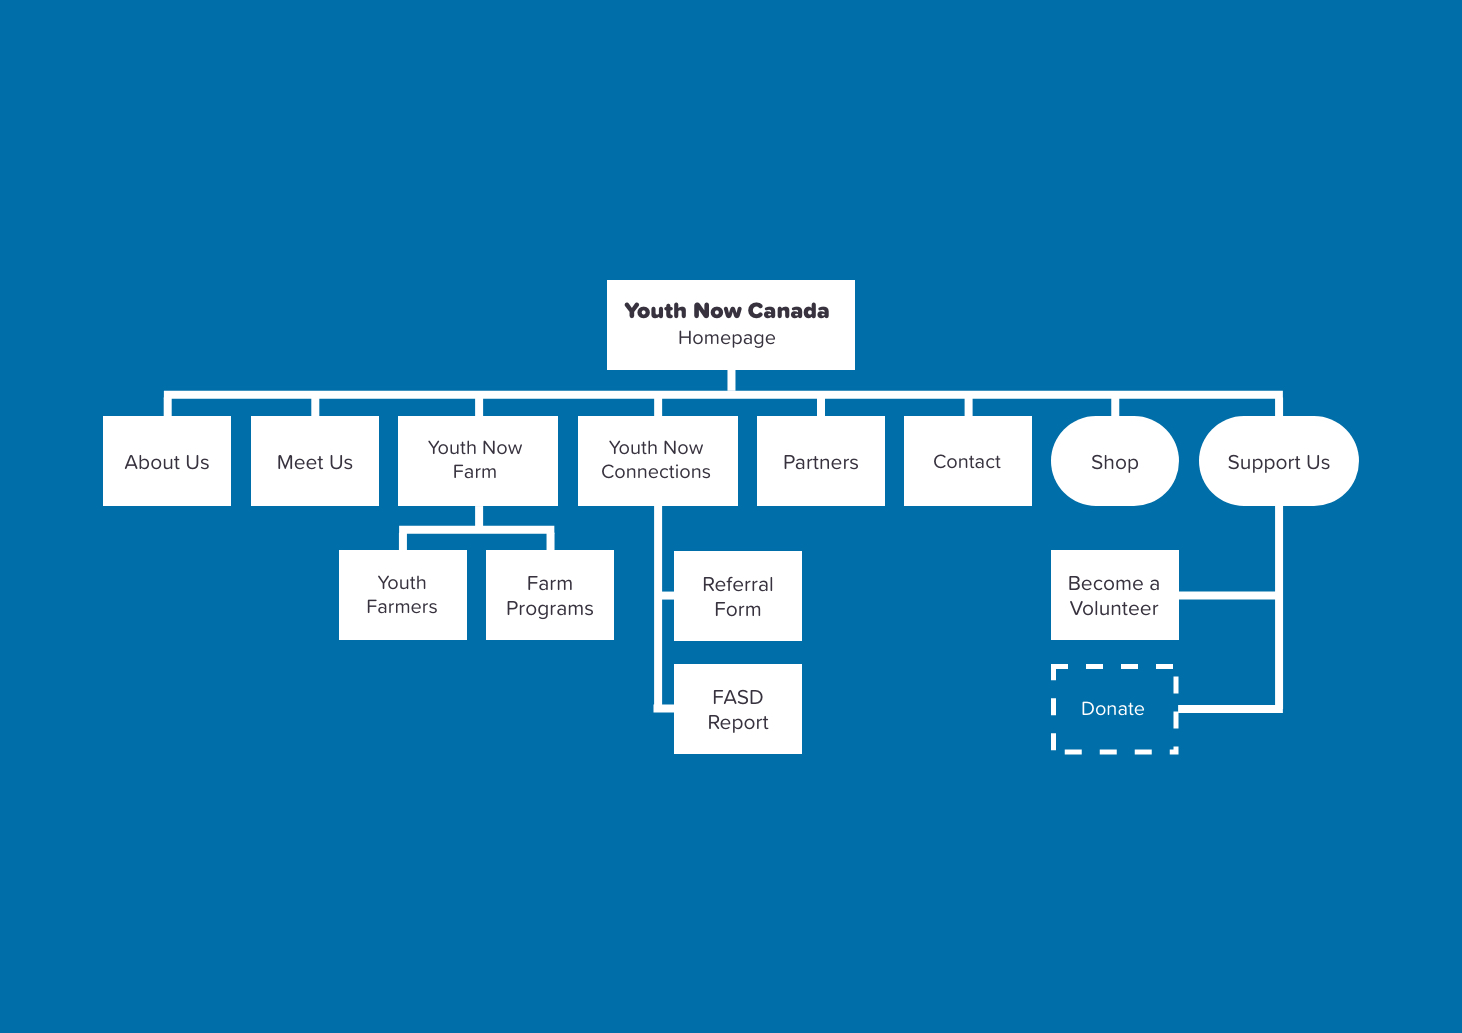 Youth Now Canada
Homepage
About Us
Meet Us
Youth Now
Farm
Youth Now
Connections
Partners
Contact
Shop
Support Us
Youth
Farmers
Farm
Programs
Referral
Form
Become a
Volunteer
FASD
Report
Donate